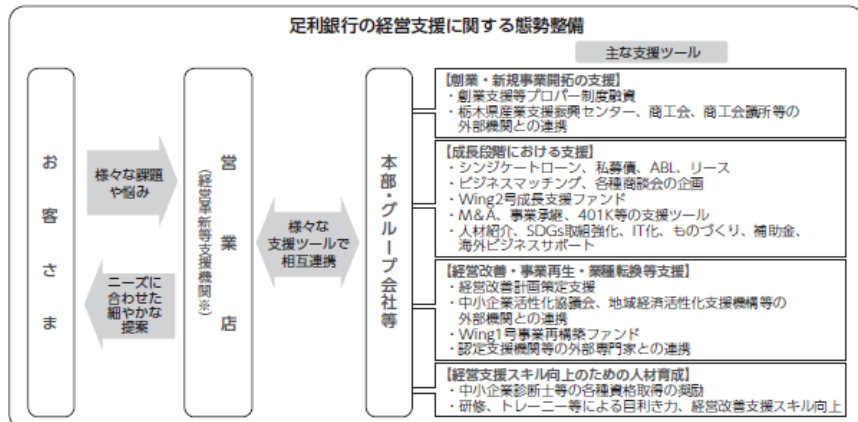 足利銀行の経営支援に関する態勢整備
主な支援ツール
お客さま
様々な課題
や悩み
ニーズに
合わせた
細やかな
提案
営業店
(経営革新等支援機関※)
様々な
支援ツールで
相互連携
本部・グループ会社等
【創業・新規事業開拓の支援】
・創業支援等プロパー制度融資
・栃木県産業支援振興センター、商工会、商工会議所等の
外部機関との連携
【成長段階における支援】
・シンジケートローン、私募債、ABL、リース
・ビジネスマッチング、各種商談会の企画
・Wing2号成長支援ファンド
・M&A、事業承継、401K等の支援ツール
・人材紹介、SDGs取組強化、IT化、ものづくり、補助金、
海外ビジネスサポート
【経営改善・事業再生・業種転換等支援】
・経営改善計画策定支援
・中小企業活性化協議会、地域経済活性化支援機構等の
外部機関との連携
・Wing1号事業再構築ファンド
・認定支援機関等の外部専門家との連携
【経営支援スキル向上のための人材育成】
・中小企業診断士等の各種資格取得の奨励
・研修、トレーニー等による目利き力、経営改善支援スキル向上